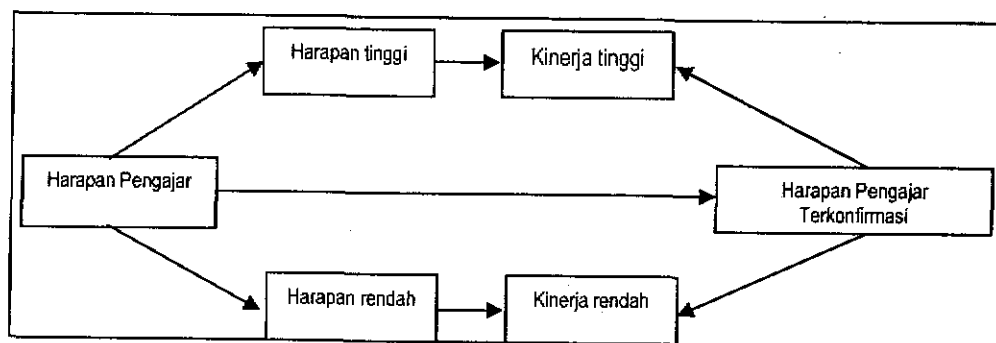 Harapan tinggi
Kinerja tinggi
Harapan Pengajar
Harapan Pengajar
Terkonfirmasi
Harapan rendah
Kinerja rendah